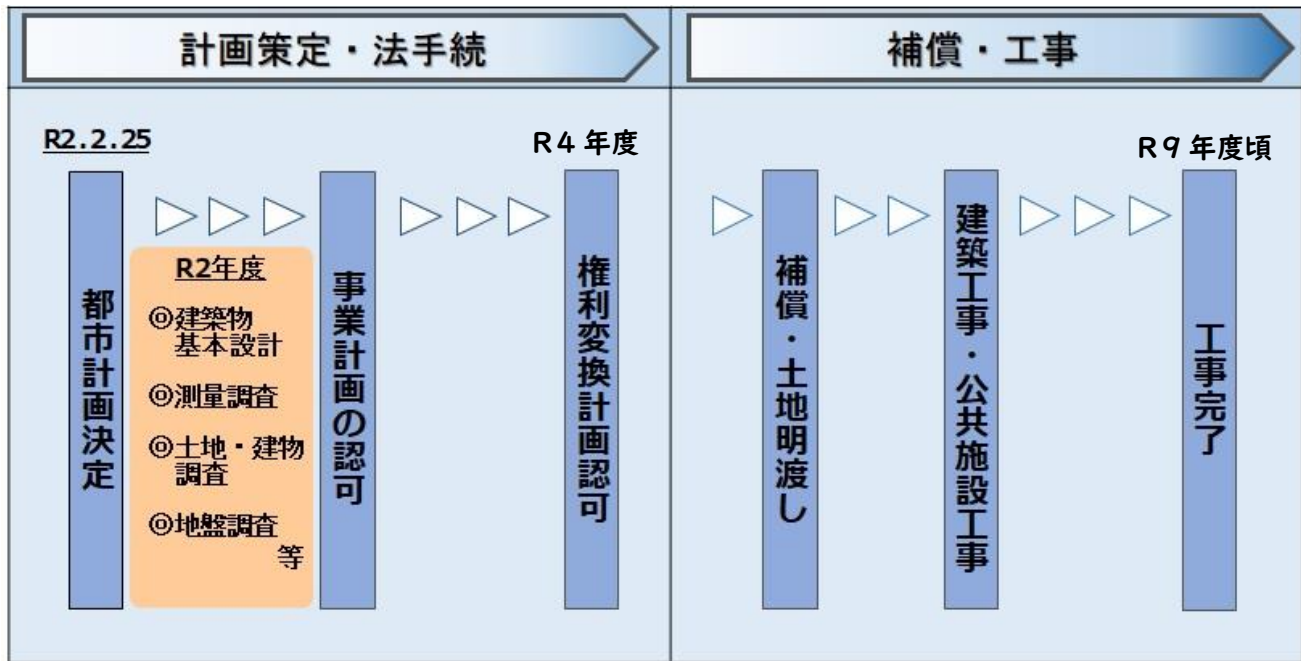 計画策定・法手続
補償・工事
R2.2.25
R4年度
R9年度頃
都市計画決定
R2年度
◎建築物
基本設計
◎測量調査
◎土地・建物
調査
◎地盤調査
等
事業計画の認可
権利変換計画認可
補償・土地明渡し
建築工事・公共施設工事
工事完了